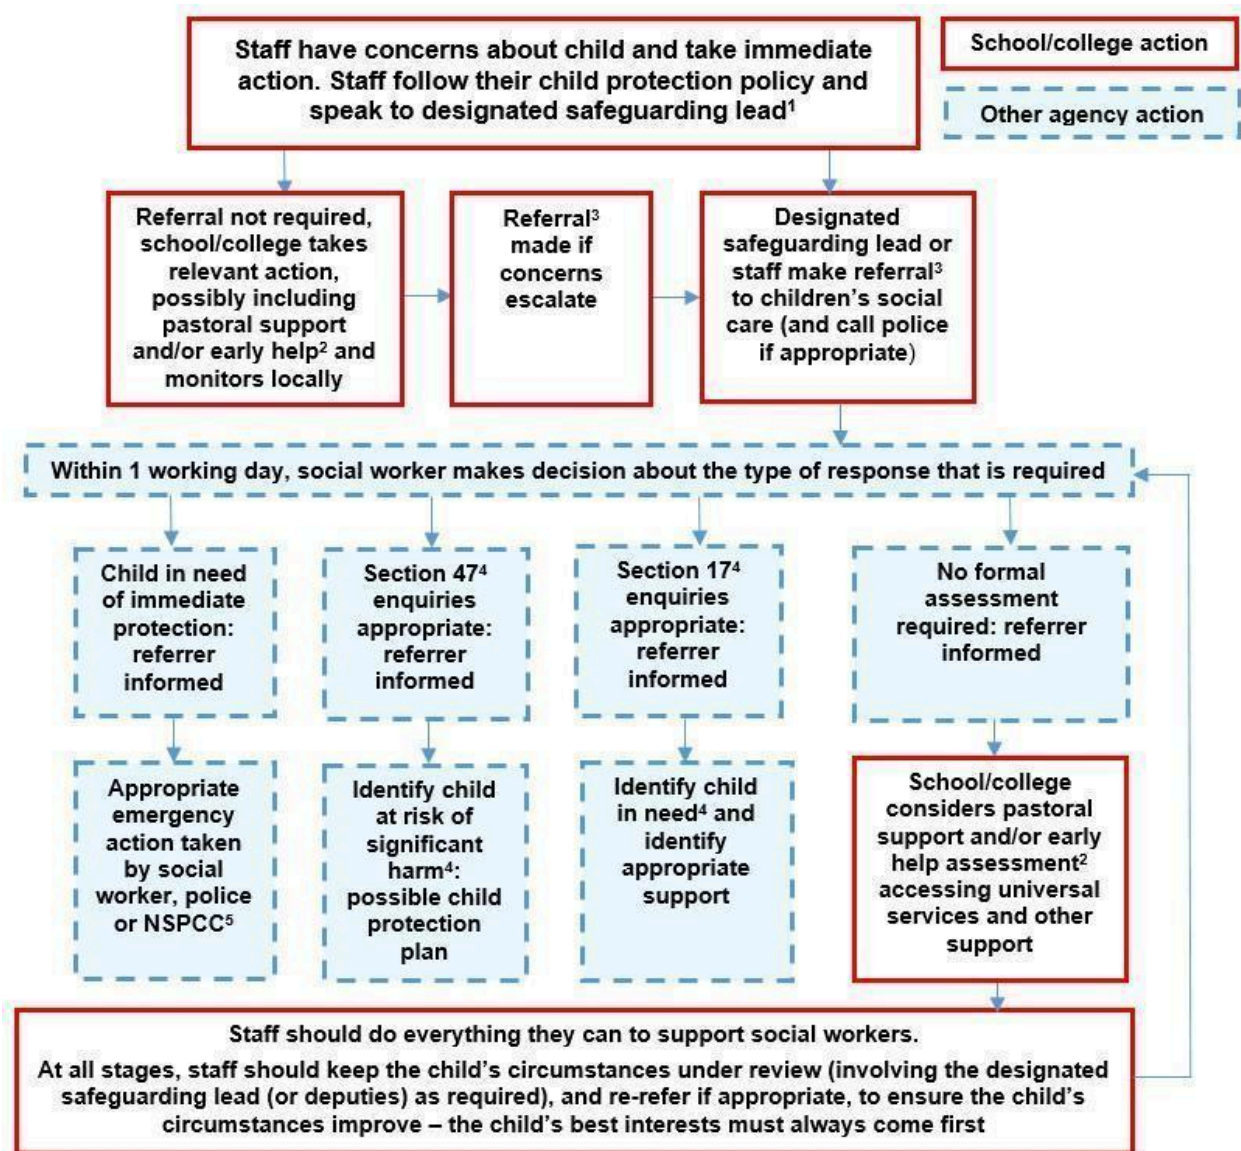 Staff have concerns about child and take immediate
action. Staff follow their child protection policy and
speak to designated safeguarding lead¹
School/college action
Other agency action
Referral not required,
school/college takes
relevant action,
possibly including
pastoral support
and/or early help² and
monitors locally
Referral³
made if
concerns
escalate
Designated
safeguarding lead or
staff make referral³
to children's social
care (and call police
if appropriate)
Within 1 working day, social worker makes decision about the type of response that is required
Child in need
of immediate
protection:
referrer
informed
Section 47⁴
enquiries
appropriate:
referrer
informed
Section 17⁴
enquiries
appropriate:
referrer
informed
No formal
assessment
required: referrer
informed
Appropriate
emergency
action taken
by social
worker, police
or NSPCC⁵
Identify child
at risk of
significant
harm⁴:
possible child
protection
plan
Identify child
in need⁴ and
identify
appropriate
support
School/college
considers pastoral
support and/or early
help assessment²
accessing universal
services and other
support
Staff should do everything they can to support social workers.
At all stages, staff should keep the child's circumstances under review (involving the designated
safeguarding lead (or deputies) as required), and re-refer if appropriate, to ensure the child's
circumstances improve – the child's best interests must always come first